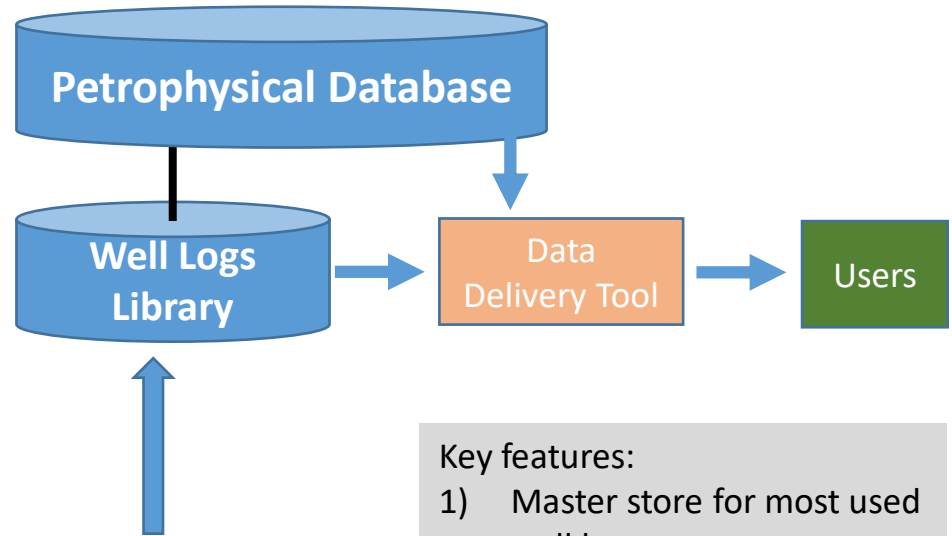 Petrophysical Database
Well Logs
Library
Data
Delivery Tool
Users
Key features:
1) Master store for most used